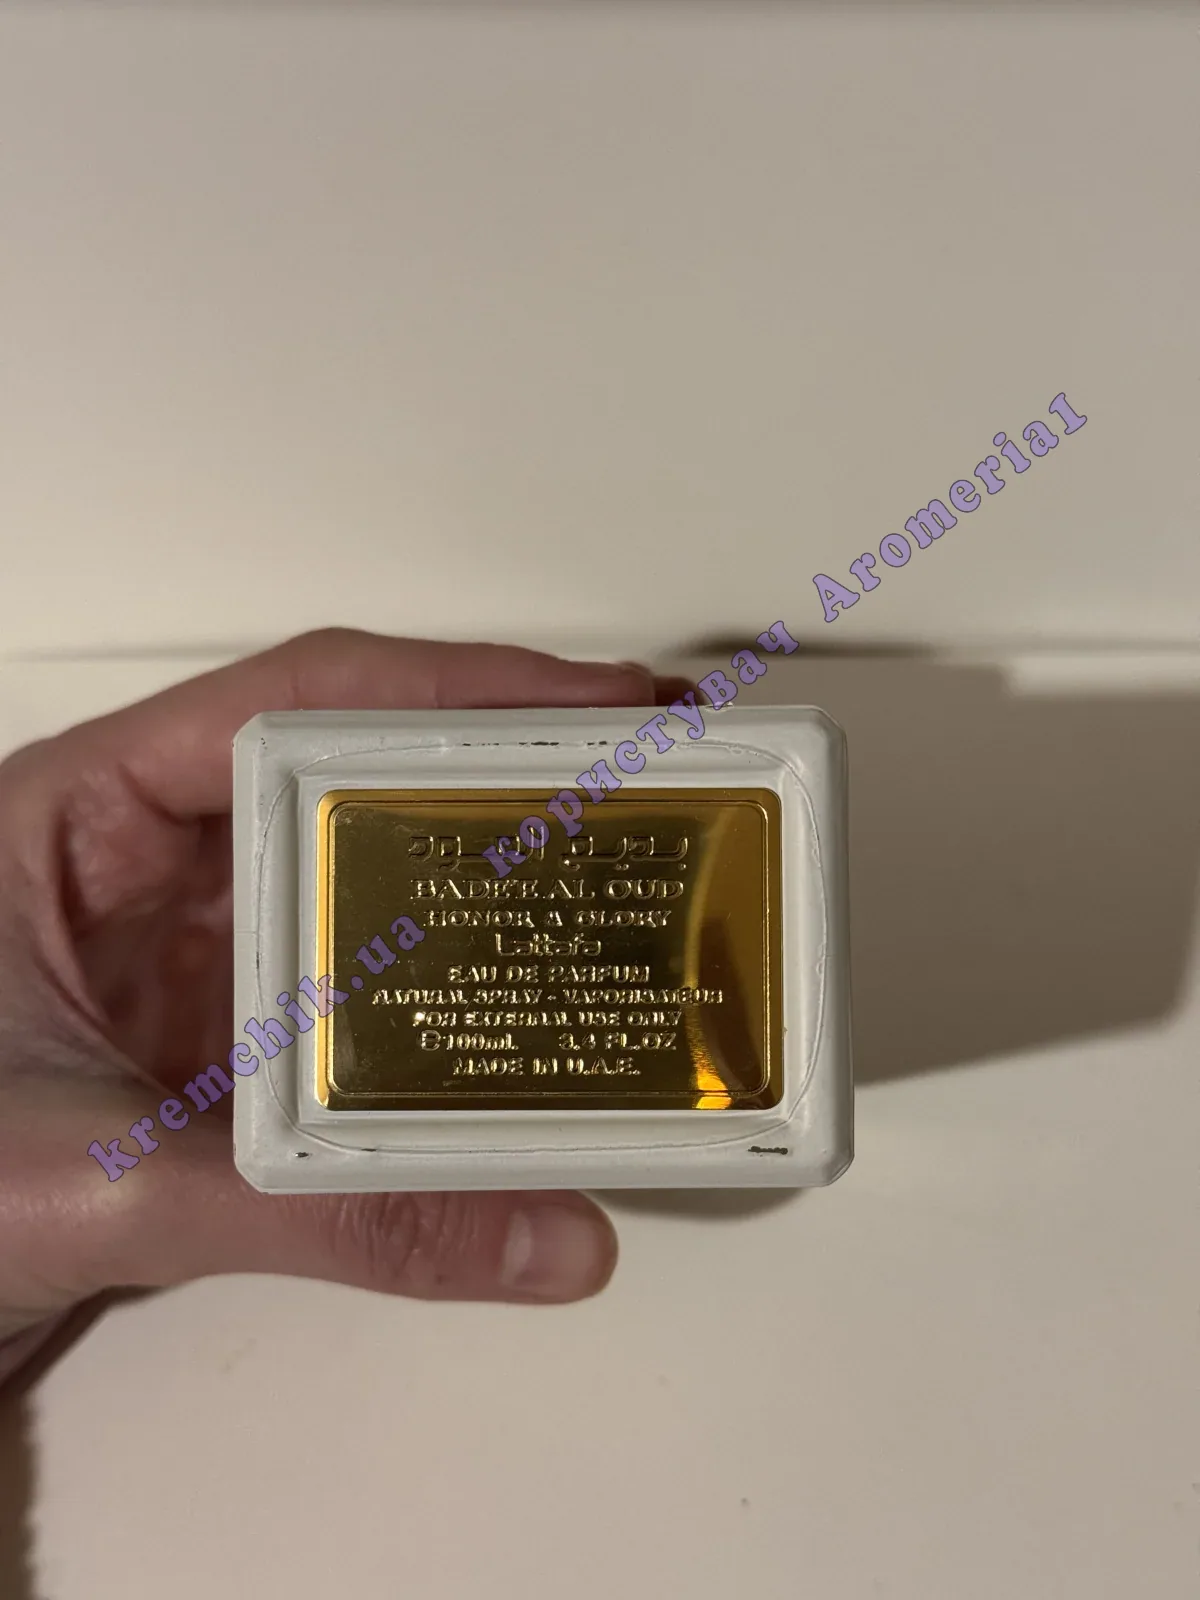 بديع العود
BADE'E AL OUD
HONOR & GLORY
Lattafa
EAU DE PARFUM
NATURAL SPRAY - VAPORISATEUR
FOR EXTERNAL USE ONLY
℮100ml. 3.4 FL.OZ
MADE IN U.A.E.
kremchik.ua користувач Aromeria1